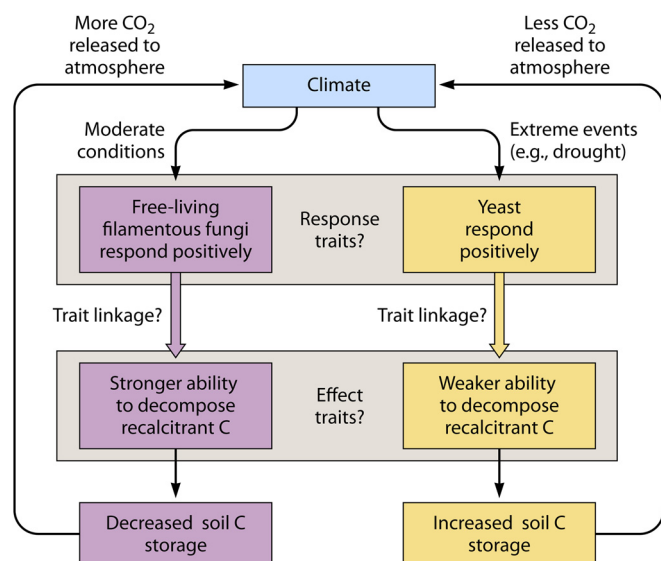 More CO₂
released to
atmosphere
Less CO₂
released to
atmosphere
Climate
Moderate
conditions
Extreme events
(e.g., drought)
Free-living
filamentous fungi
respond positively
Response
traits?
Yeast
respond
positively
Trait linkage?
Trait linkage?
Stronger ability
to decompose
recalcitrant C
Effect
traits?
Weaker ability
to decompose
recalcitrant C
Decreased soil C
storage
Increased soil C
storage